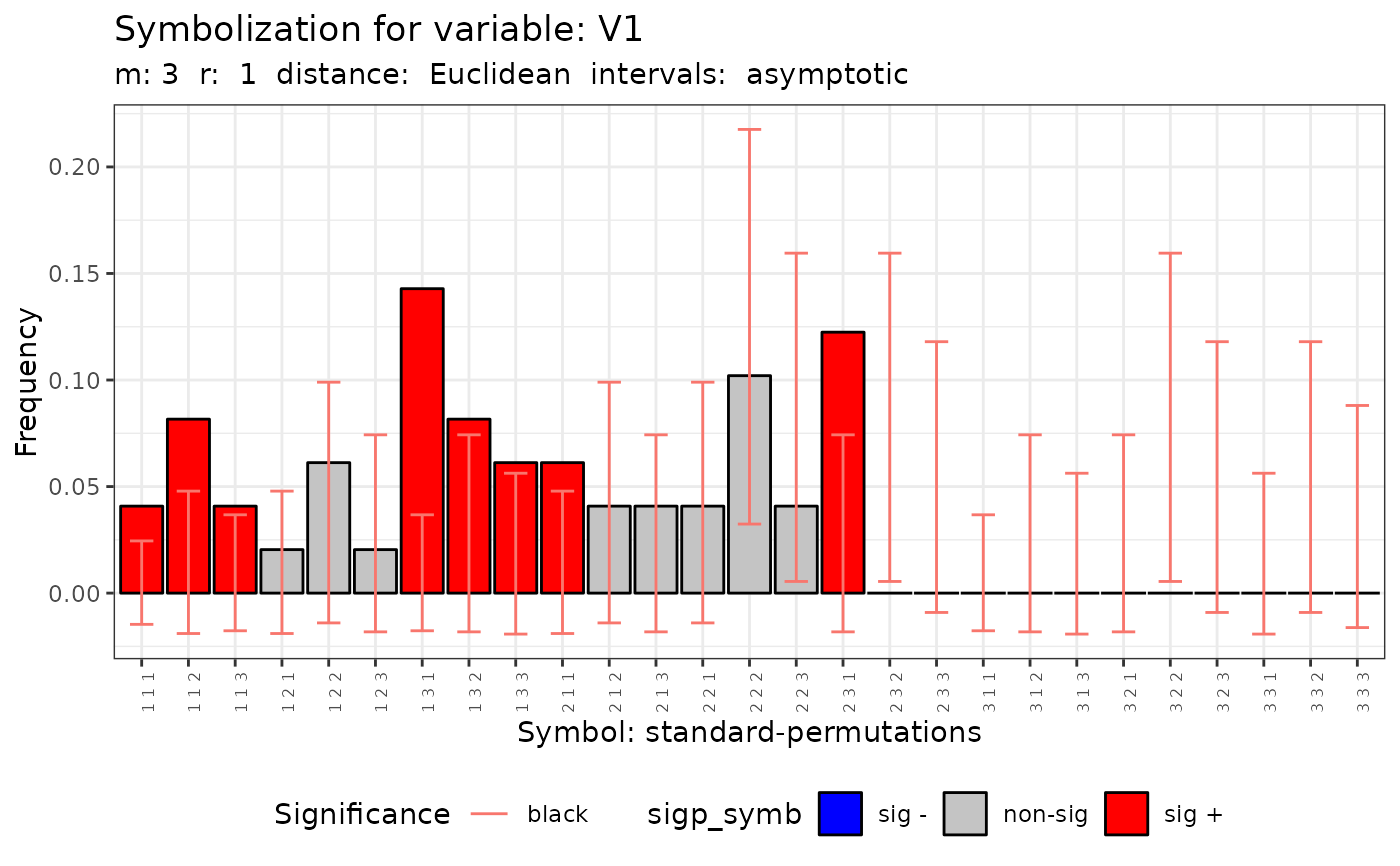 Symbolization for variable: V1
m: 3 r: 1 distance: Euclidean intervals: asymptotic
Frequency
0.20
0.15
0.10
0.05
0.00
1 1 1
1 1 2
1 1 3
1 2 1
1 2 2
1 2 3
1 3 1
1 3 2
1 3 3
2 1 1
2 1 2
2 1 3
2 2 1
2 2 2
2 2 3
2 3 1
2 3 2
2 3 3
3 1 1
3 1 2
3 1 3
3 2 1
3 2 2
3 2 3
3 3 1
3 3 2
3 3 3
Symbol: standard-permutations
Significance black sigp_symb sig - non-sig sig +